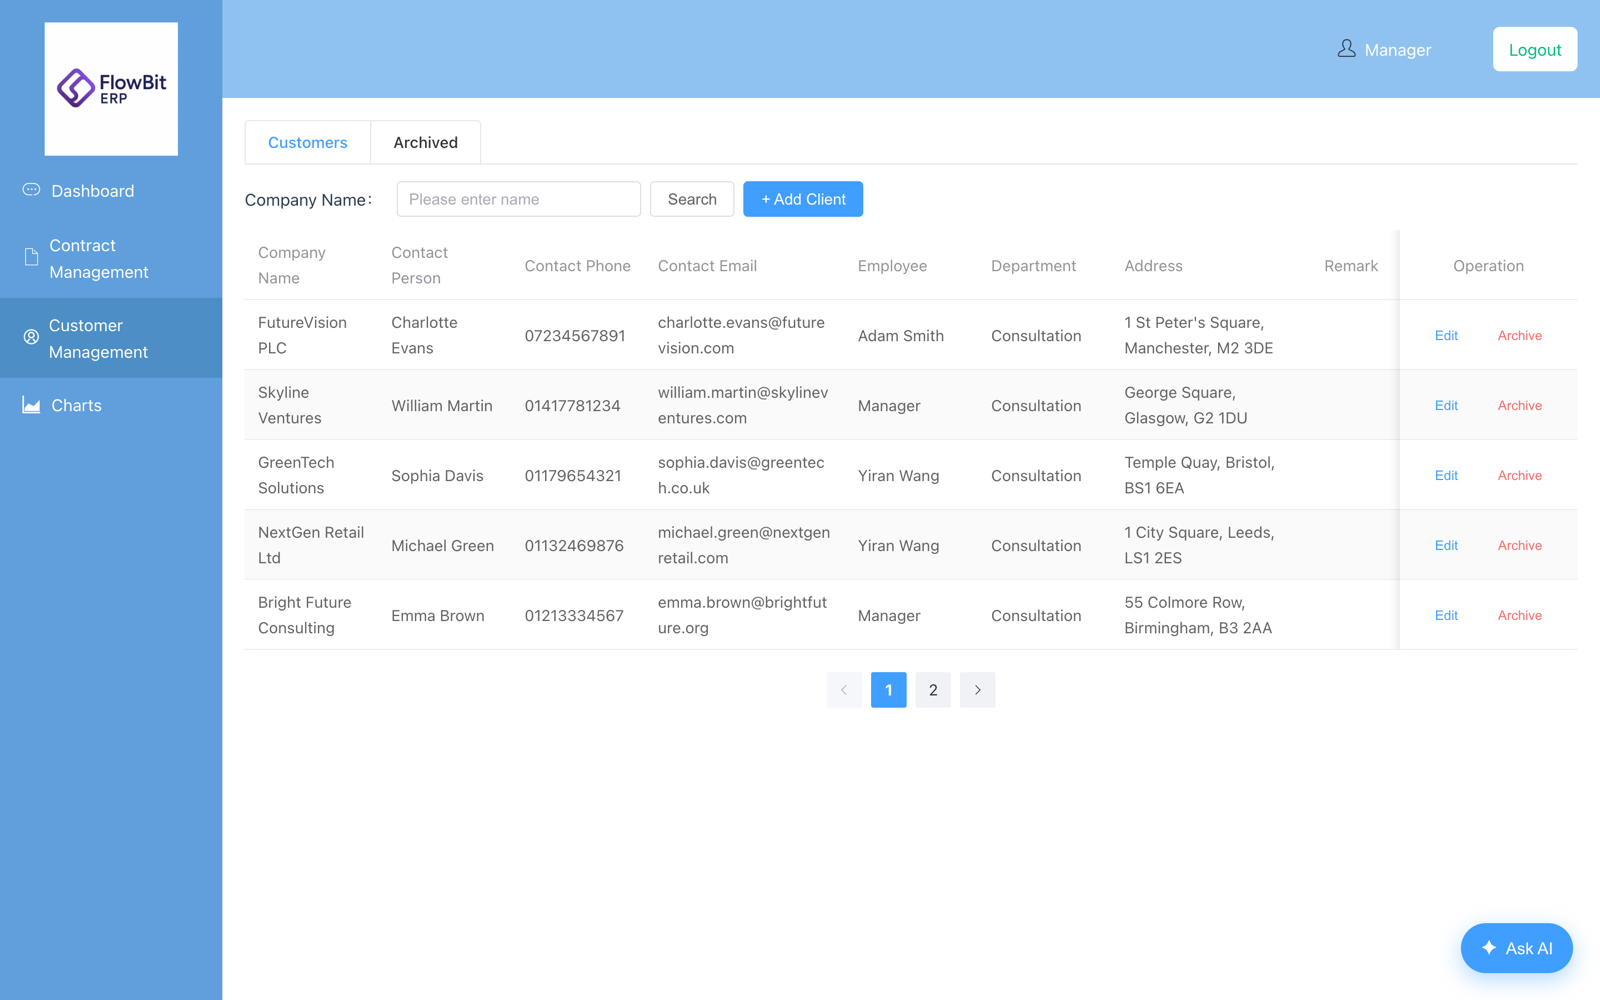 FlowBit
ERP
Manager
Logout
Dashboard
Contract
Management
Customer
Management
Charts
Customers
Archived
Company Name:
Please enter name
Search
+ Add Client
Company
Name
Contact
Person
Contact Phone
Contact Email
Employee
Department
Address
Remark
Operation
FutureVision
PLC
Charlotte
Evans
07234567891
charlotte.evans@future
vision.com
Adam Smith
Consultation
1 St Peter's Square,
Manchester, M2 3DE
Edit
Archive
Skyline
Ventures
William Martin
01417781234
william.martin@skylinev
entures.com
Manager
Consultation
George Square,
Glasgow, G2 1DU
Edit
Archive
GreenTech
Solutions
Sophia Davis
01179654321
sophia.davis@greentec
h.co.uk
Yiran Wang
Consultation
Temple Quay, Bristol,
BS1 6EA
Edit
Archive
NextGen Retail
Ltd
Michael Green
01132469876
michael.green@nextgen
retail.com
Yiran Wang
Consultation
1 City Square, Leeds,
LS1 2ES
Edit
Archive
Bright Future
Consulting
Emma Brown
01213334567
emma.brown@brightfut
ure.org
Manager
Consultation
55 Colmore Row,
Birmingham, B3 2AA
Edit
Archive
1
2
Ask AI